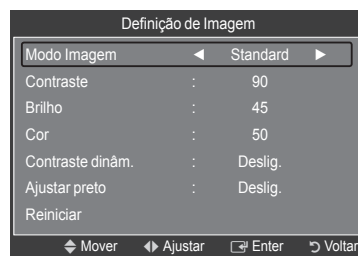 Definição de Imagem
Modo Imagem ◄ Standard ►
Contraste : 90
Brilho : 45
Cor : 50
Contraste dinâm. : Deslig.
Ajustar preto : Deslig.
Reiniciar
Mover Ajustar Enter Voltar